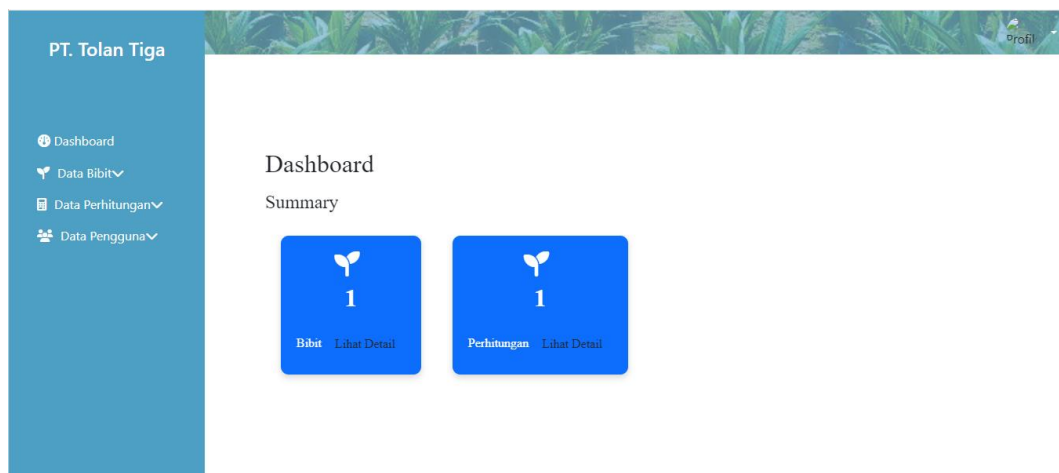 PT. Tolan Tiga
Profil
Dashboard
Data Bibit
Data Perhitungan
Data Pengguna
Dashboard
Summary
1
Bibit Lihat Detail
1
Perhitungan Lihat Detail